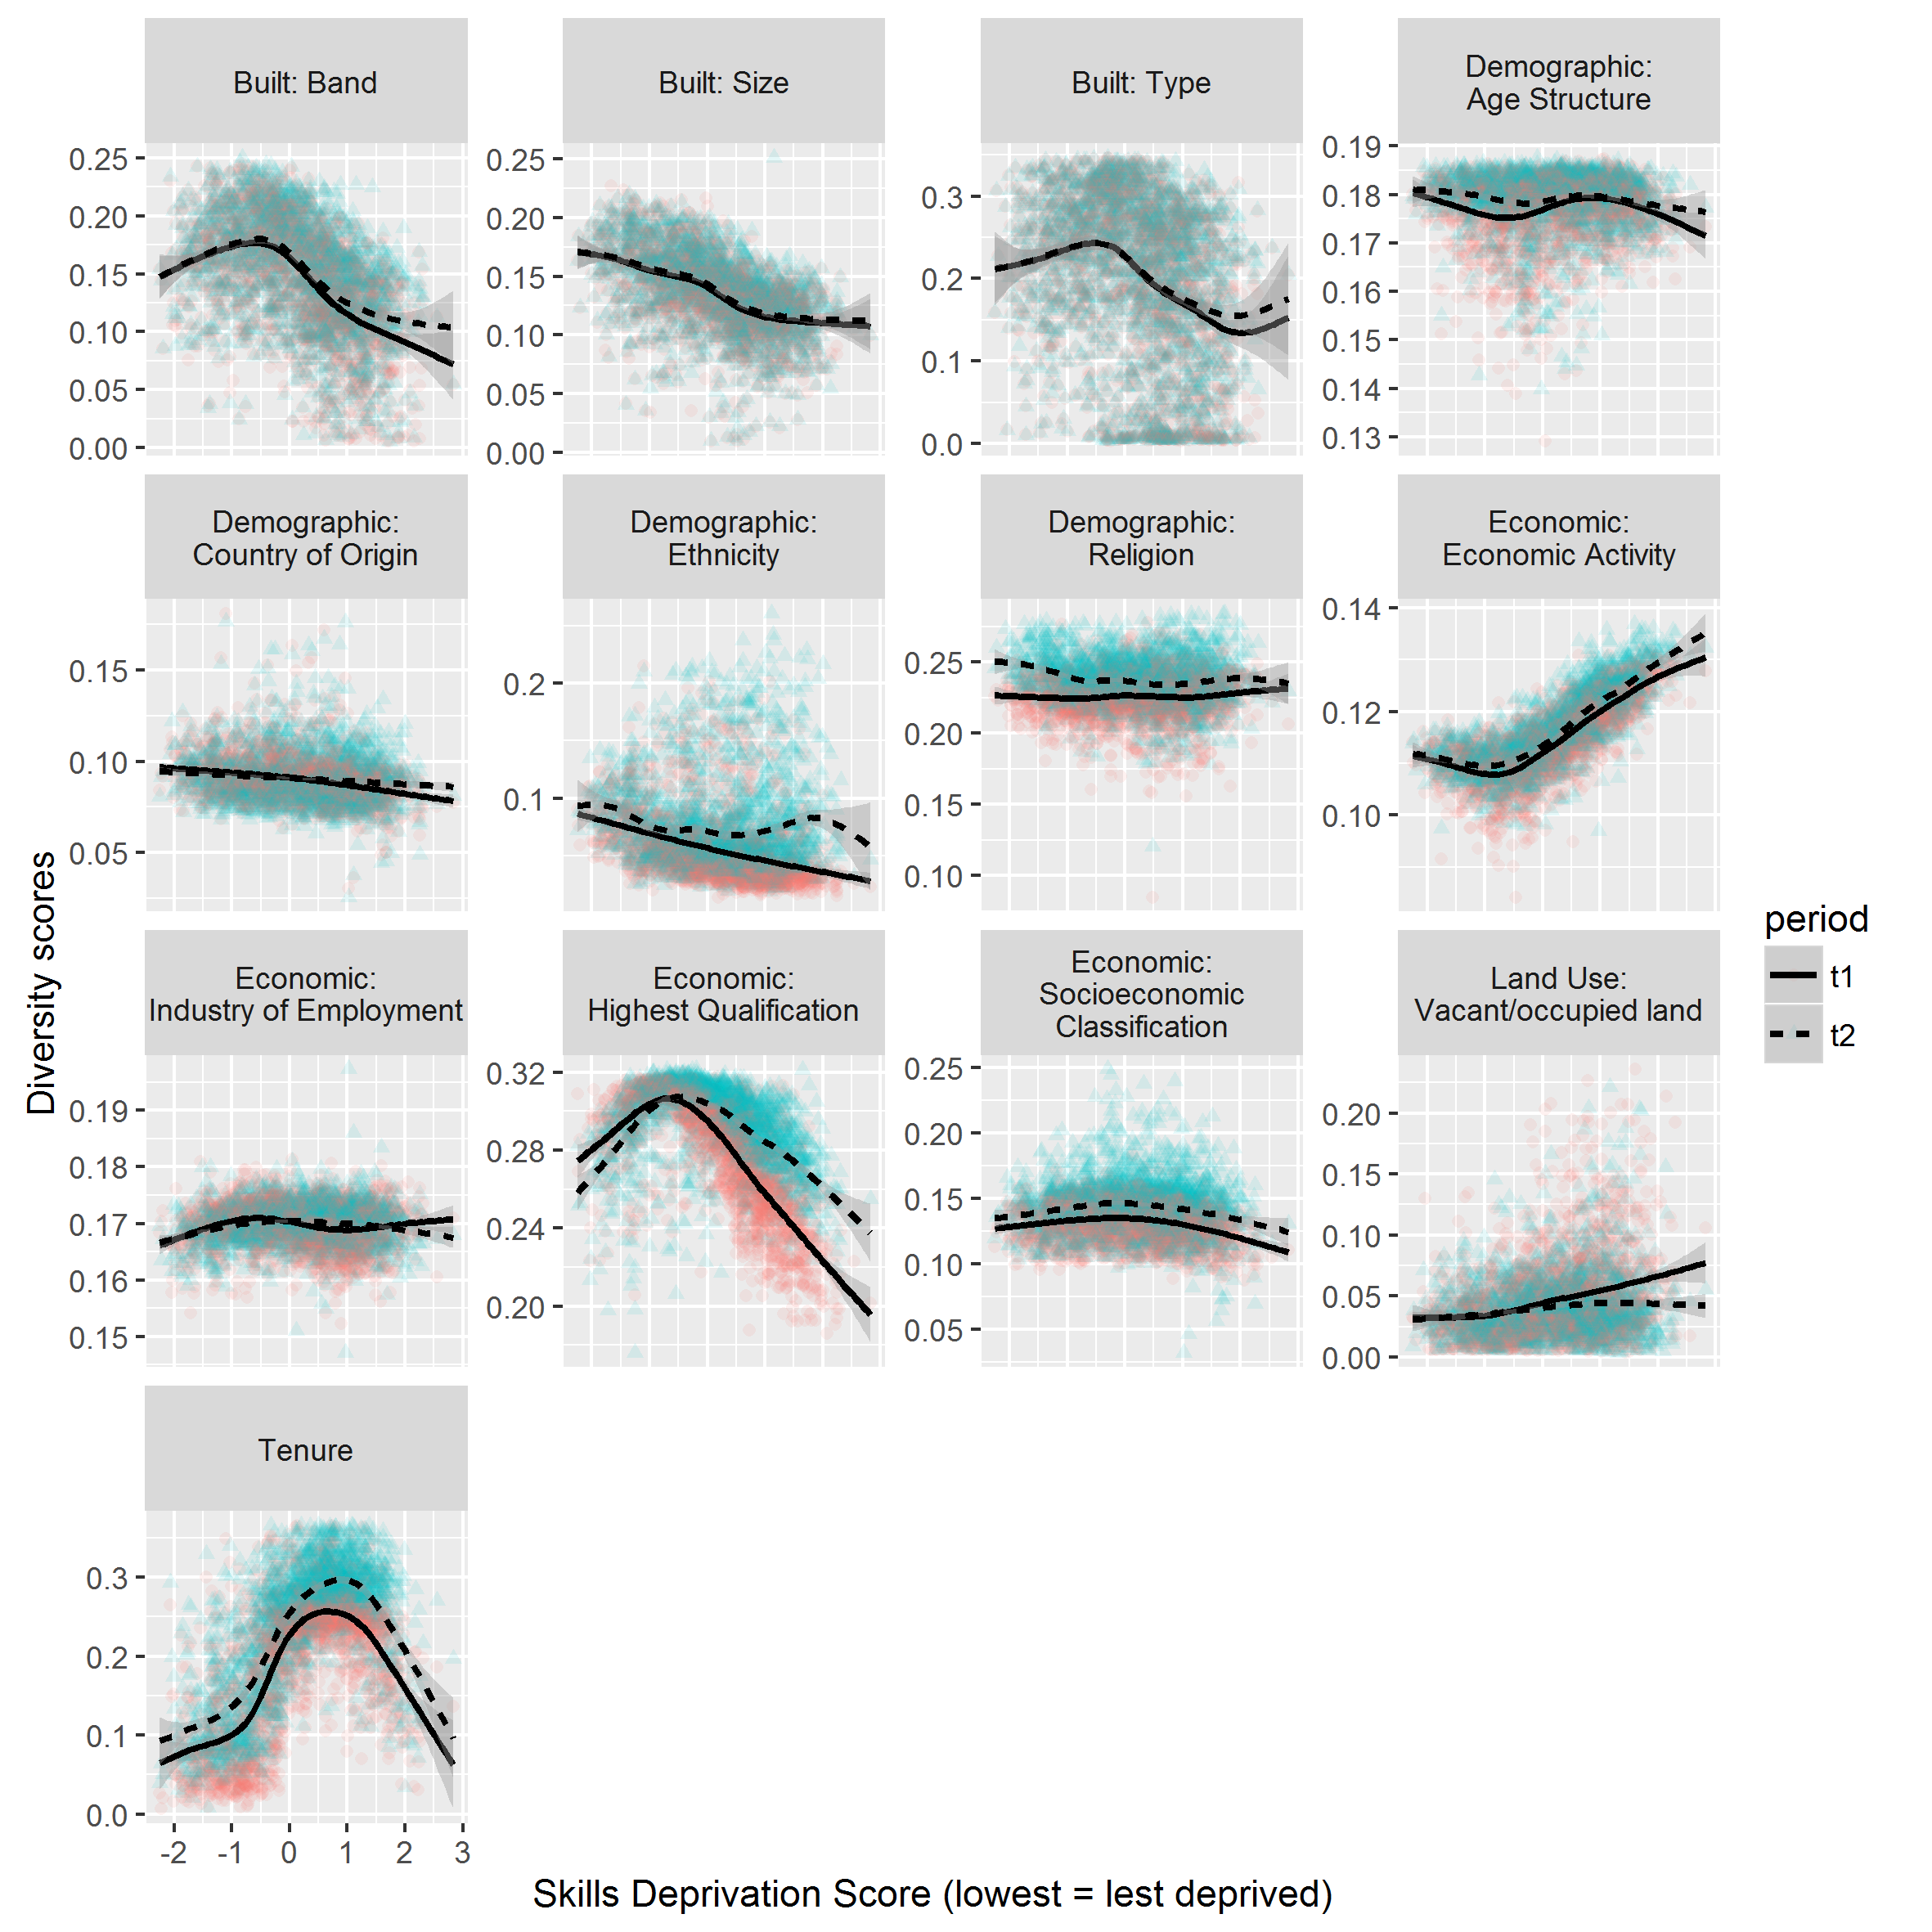 Built: Band
Built: Size
Built: Type
Demographic:
Age Structure
0.25
0.20
0.15
0.10
0.05
0.00
0.25
0.20
0.15
0.10
0.05
0.00
0.3
0.2
0.1
0.0
0.19
0.18
0.17
0.16
0.15
0.14
0.13
Demographic:
Country of Origin
Demographic:
Ethnicity
Demographic:
Religion
Economic:
Economic Activity
0.15
0.10
0.05
0.2
0.1
0.25
0.20
0.15
0.10
0.14
0.12
0.10
Diversity scores
period
t1
t2
Economic:
Industry of Employment
Economic:
Highest Qualification
Economic:
Socioeconomic
Classification
Land Use:
Vacant/occupied land
0.19
0.18
0.17
0.16
0.15
0.32
0.28
0.24
0.20
0.25
0.20
0.15
0.10
0.05
0.20
0.15
0.10
0.05
0.00
Tenure
0.3
0.2
0.1
0.0
-2 -1 0 1 2 3
Skills Deprivation Score (lowest = lest deprived)